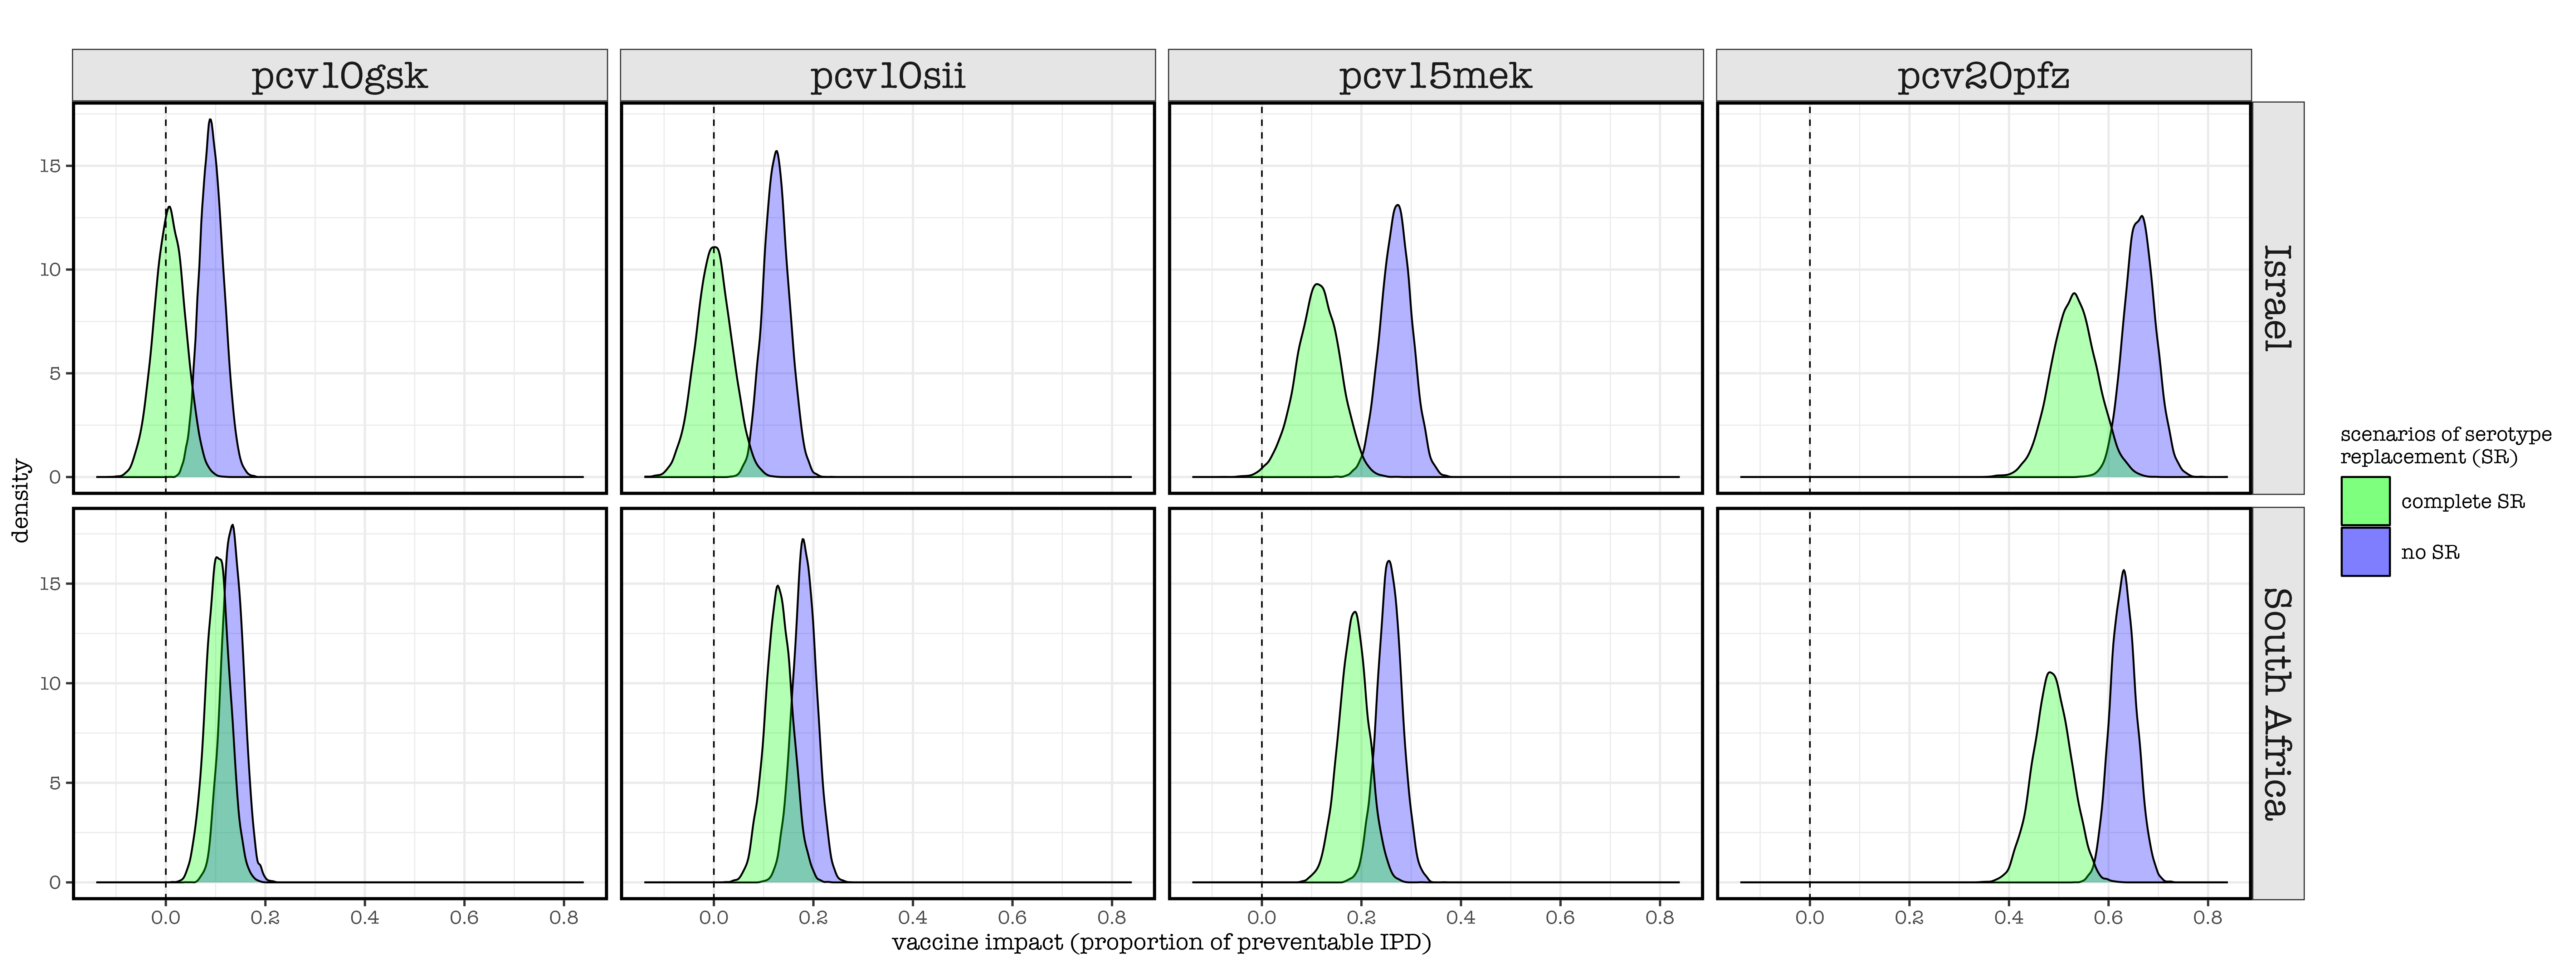 pcv10gsk pcv10sii pcv15mek pcv20pfz
Israel
15
10
5
0
South Africa
15
10
5
0
density
0.0 0.2 0.4 0.6 0.8 0.0 0.2 0.4 0.6 0.8 0.0 0.2 0.4 0.6 0.8 0.0 0.2 0.4 0.6 0.8
vaccine impact (proportion of preventable IPD)
scenarios of serotype
replacement (SR)
complete SR
no SR